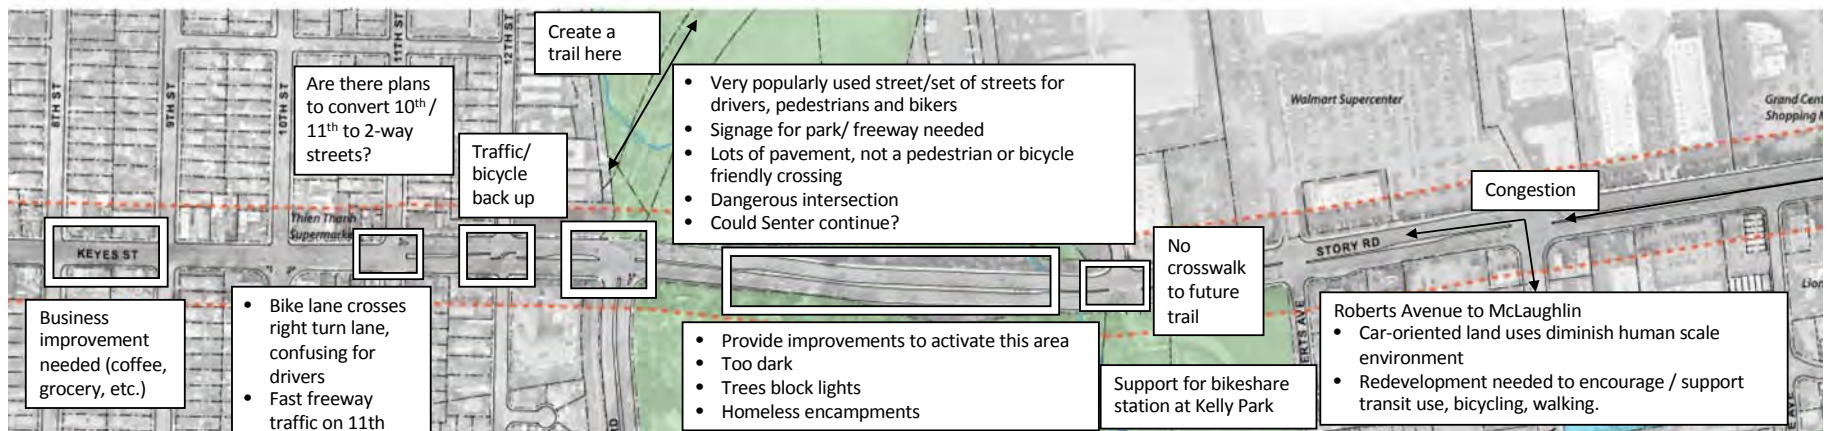 8TH ST
9TH ST
10TH ST
11TH ST
12TH ST
Create a
trail here
Are there plans
to convert 10th /
11th to 2-way
streets?
Traffic/
bicycle
back up
• Very popularly used street/set of streets for
drivers, pedestrians and bikers
• Signage for park/ freeway needed
• Lots of pavement, not a pedestrian or bicycle
friendly crossing
• Dangerous intersection
• Could Senter continue?
Walmart Supercenter
Grand Cent
Shopping M
Congestion
Thien Thanh
Supermarke
KEYES ST
STORY RD
No
crosswalk
to future
trail
Business
improvement
needed (coffee,
grocery, etc.)
• Bike lane crosses
right turn lane,
confusing for
drivers
• Fast freeway
traffic on 11th
RD
• Provide improvements to activate this area
• Too dark
• Trees block lights
• Homeless encampments
Support for bikeshare
station at Kelly Park
ERTS AVE
Roberts Avenue to McLaughlin
• Car-oriented land uses diminish human scale
environment
• Redevelopment needed to encourage / support
transit use, bicycling, walking.
Lion
AVE